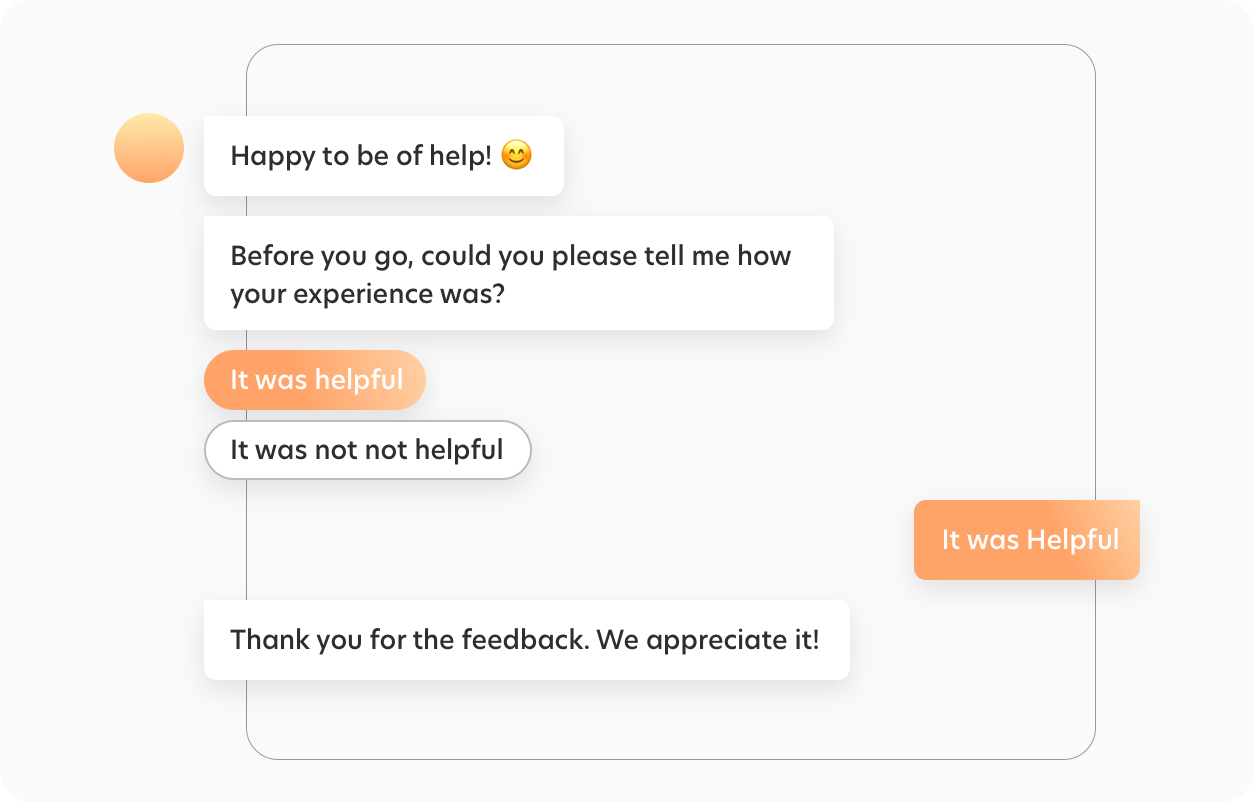 Happy to be of help! 😊
Before you go, could you please tell me how
your experience was?
It was helpful
It was not not helpful
It was Helpful
Thank you for the feedback. We appreciate it!